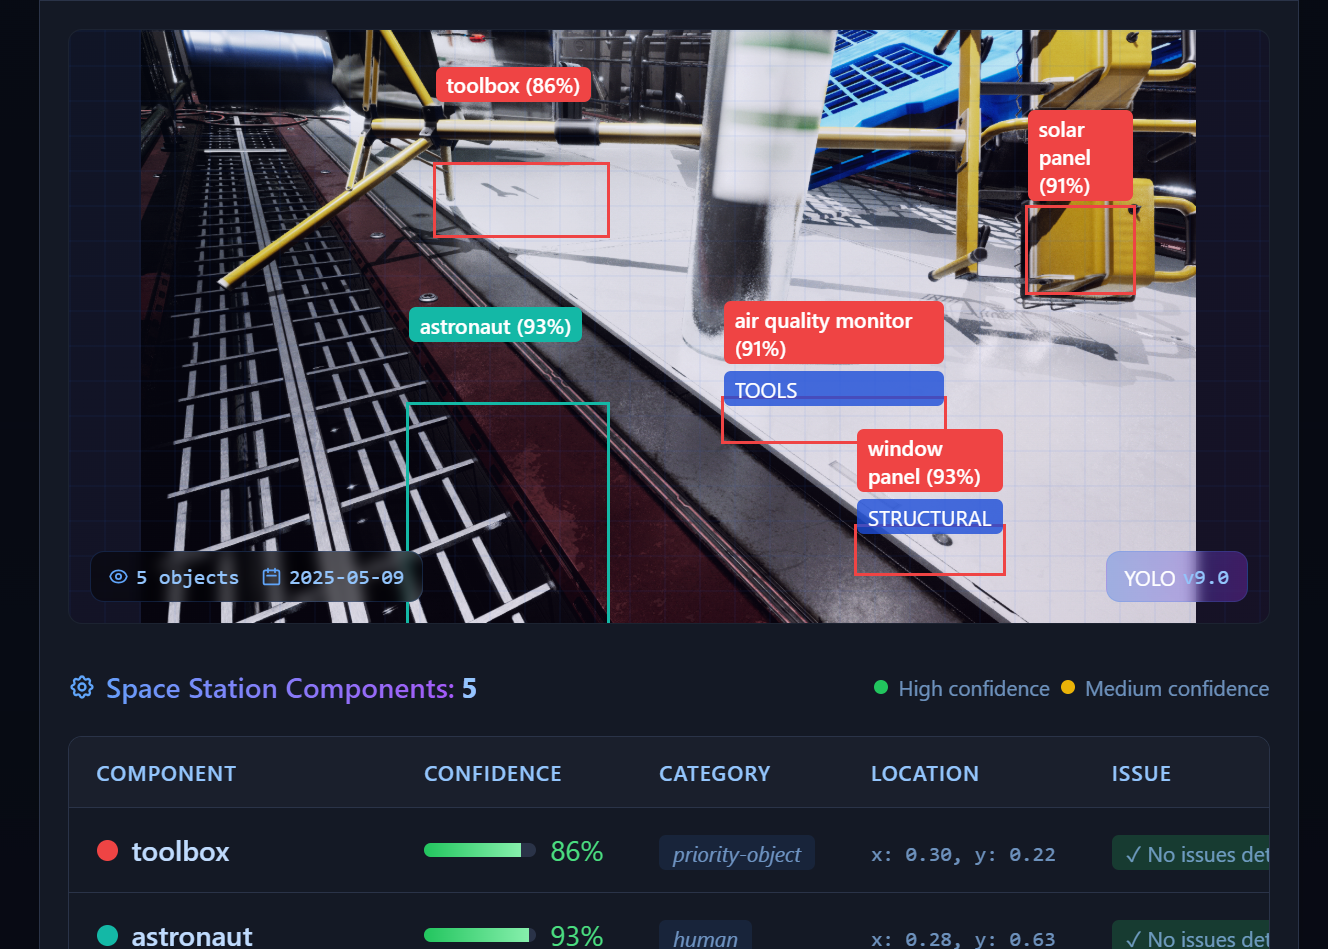 toolbox (86%)
solar
panel
(91%)
astronaut (93%)
air quality monitor
(91%)
TOOLS
window
panel (93%)
STRUCTURAL
5 objects 2025-05-09
YOLO v9.0
Space Station Components: 5
High confidence Medium confidence
COMPONENT CONFIDENCE CATEGORY LOCATION ISSUE
toolbox 86% priority-object x: 0.30, y: 0.22 ✓ No issues det
astronaut 93% human x: 0.28, y: 0.63 ✓ No issues det